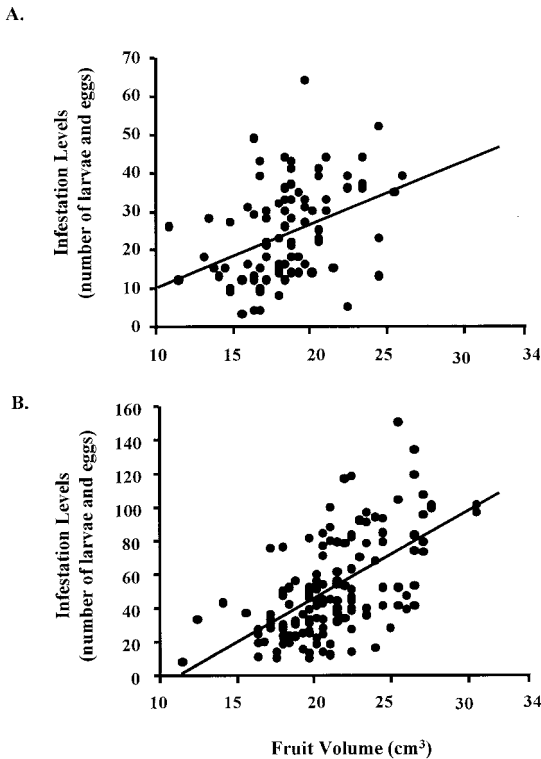 A.
Infestation Levels
(number of larvae and eggs)
70
60
50
40
30
20
10
0
10 15 20 25 30 34
B.
Infestation Levels
(number of larvae and eggs)
160
140
120
100
80
60
40
20
0
10 15 20 25 30 34
Fruit Volume (cm³)